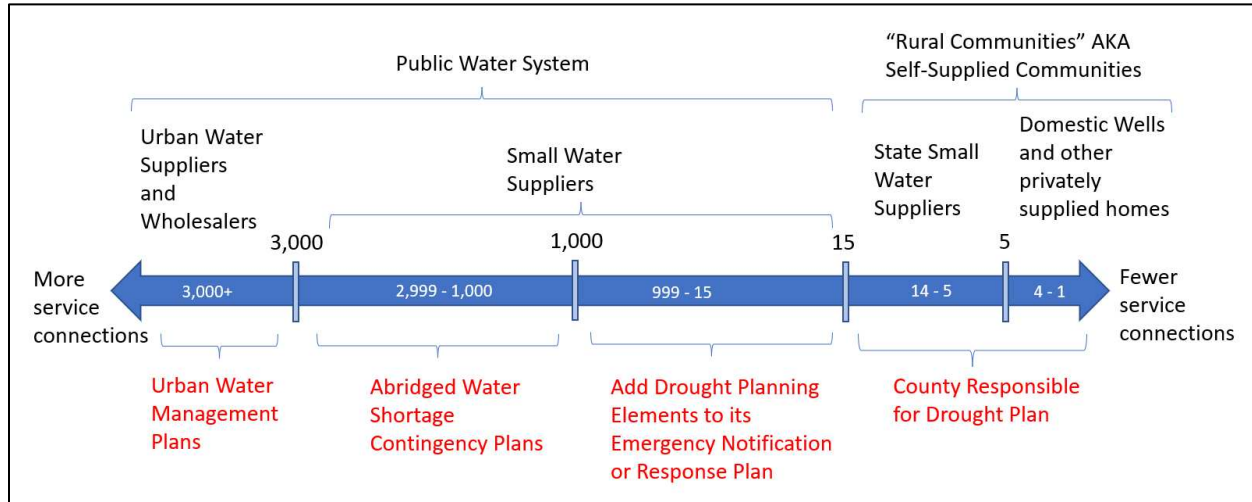 Public Water System
“Rural Communities” AKA
Self-Supplied Communities
Urban Water
Suppliers
and
Wholesalers
Small Water
Suppliers
State Small
Water
Suppliers
Domestic Wells
and other
privately
supplied homes
3,000
1,000
15
5
More
service
connections
3,000+
2,999 - 1,000
999 - 15
14 - 5
4 - 1
Fewer
service
connections
Urban Water
Management
Plans
Abridged Water
Shortage
Contingency Plans
Add Drought Planning
Elements to its
Emergency Notification
or Response Plan
County Responsible
for Drought Plan